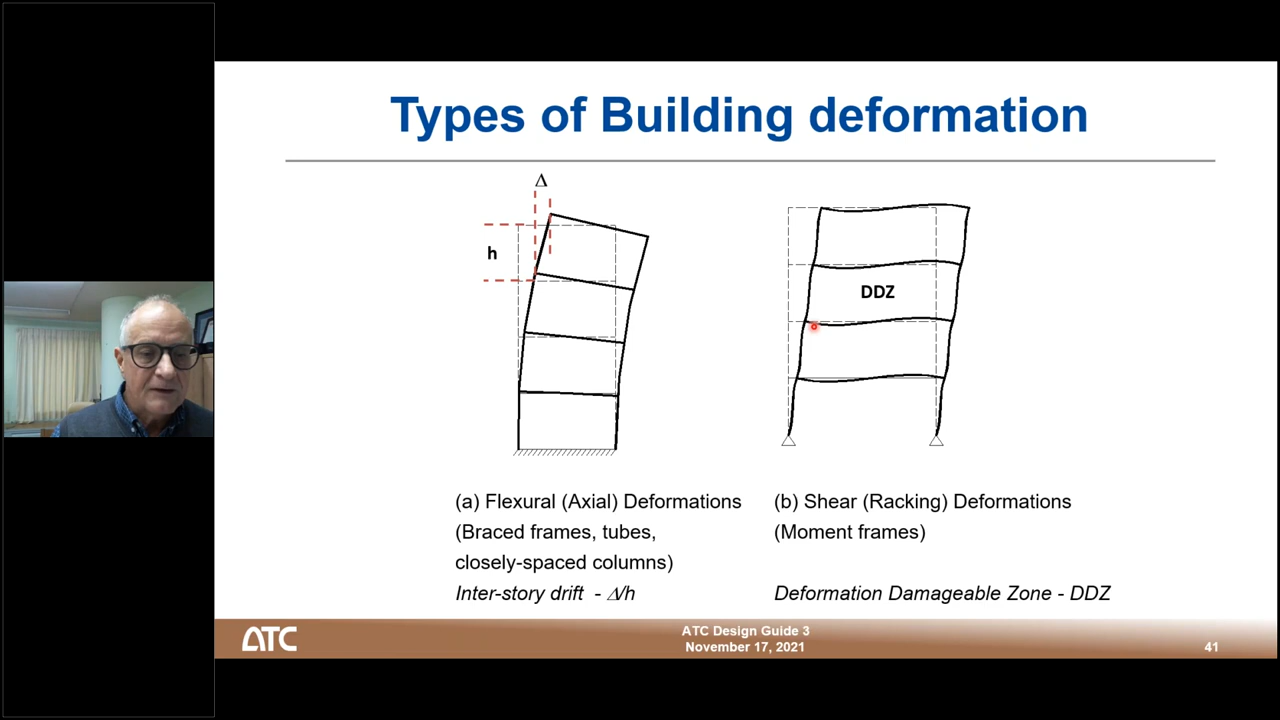 Types of Building deformation
Δ
h
DDZ
(a) Flexural (Axial) Deformations
(Braced frames, tubes,
closely-spaced columns)
Inter-story drift - Δ/h
(b) Shear (Racking) Deformations
(Moment frames)
Deformation Damageable Zone - DDZ
ATC
ATC Design Guide 3
November 17, 2021
41